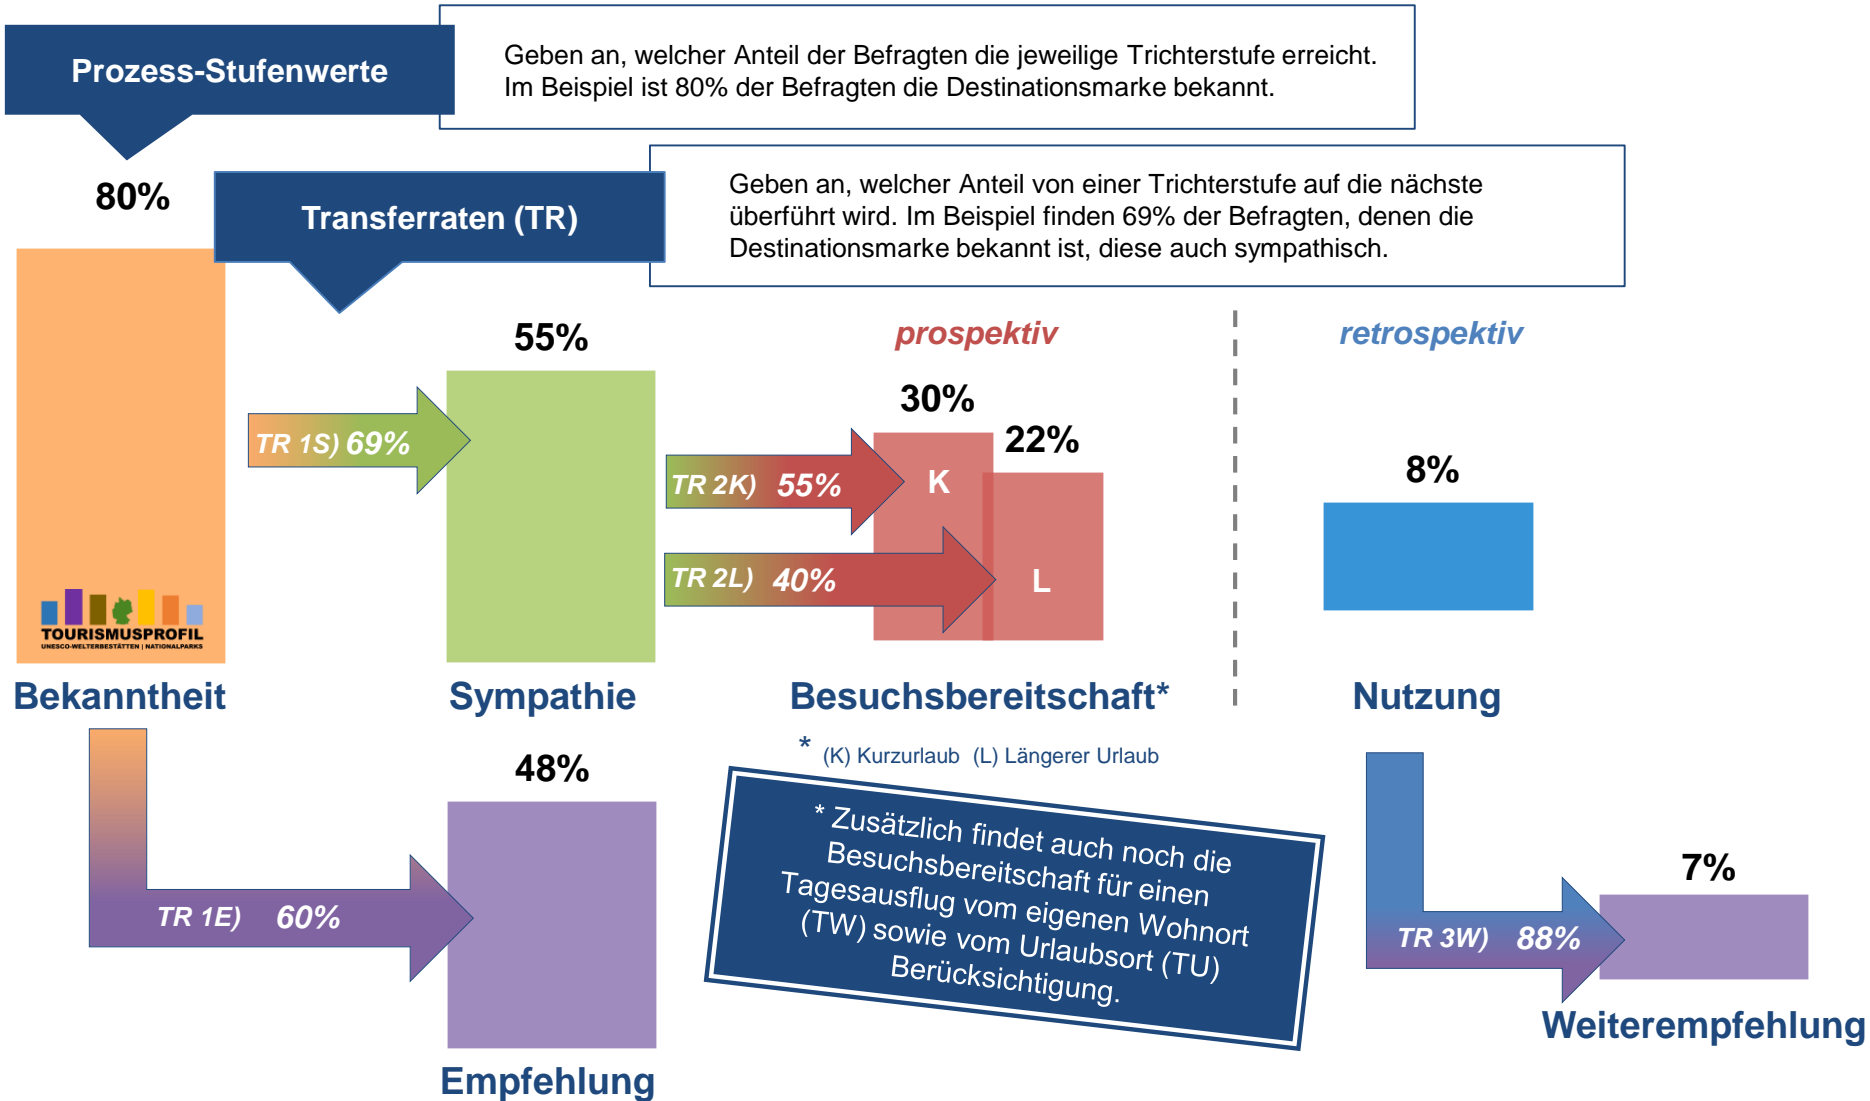 Prozess-Stufenwerte
Geben an, welcher Anteil der Befragten die jeweilige Trichterstufe erreicht.
Im Beispiel ist 80% der Befragten die Destinationsmarke bekannt.
80%
Transferraten (TR)
Geben an, welcher Anteil von einer Trichterstufe auf die nächste
überführt wird. Im Beispiel finden 69% der Befragten, denen die
Destinationsmarke bekannt ist, diese auch sympathisch.
55%
prospektiv
retrospektiv
30%
22%
8%
TR 1S) 69%
TR 2K) 55%
K
TR 2L) 40%
L
TOURISMUSPROFIL
UNESCO-WELTERBESTÄTTEN | NATIONALPARKS
Bekanntheit
Sympathie
Besuchsbereitschaft*
Nutzung
* (K) Kurzurlaub (L) Längerer Urlaub
48%
* Zusätzlich findet auch noch die
Besuchsbereitschaft für einen
Tagesausflug vom eigenen Wohnort
(TW) sowie vom Urlaubsort (TU)
Berücksichtigung.
7%
TR 1E) 60%
TR 3W) 88%
Weiterempfehlung
Empfehlung